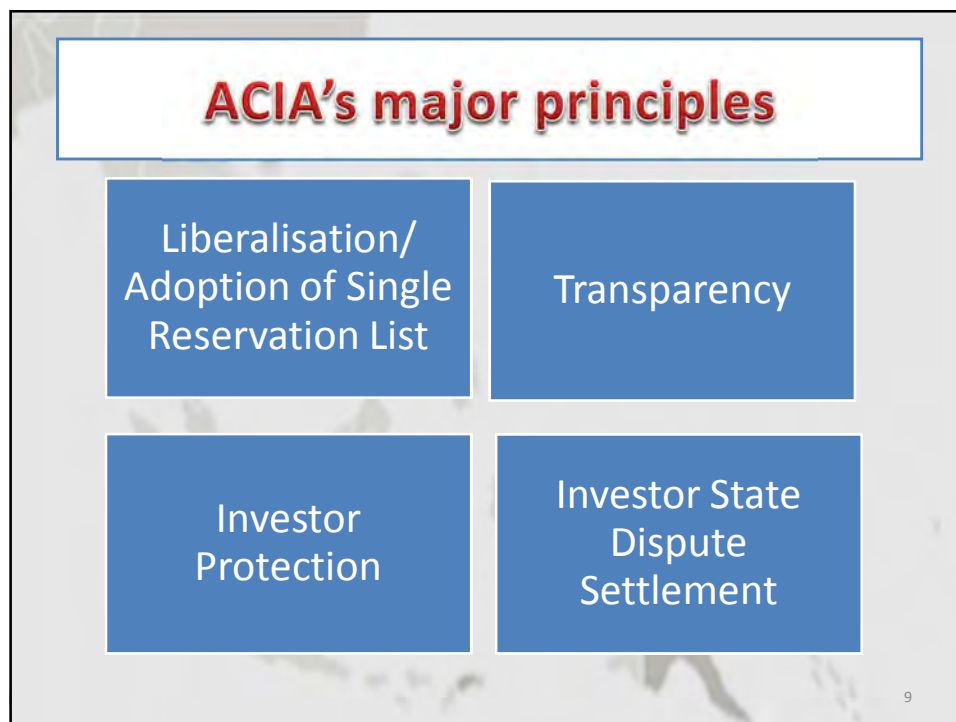 ACIA's major principles
Liberalisation/
Adoption of Single
Reservation List
Transparency
Investor
Protection
Investor State
Dispute
Settlement
9